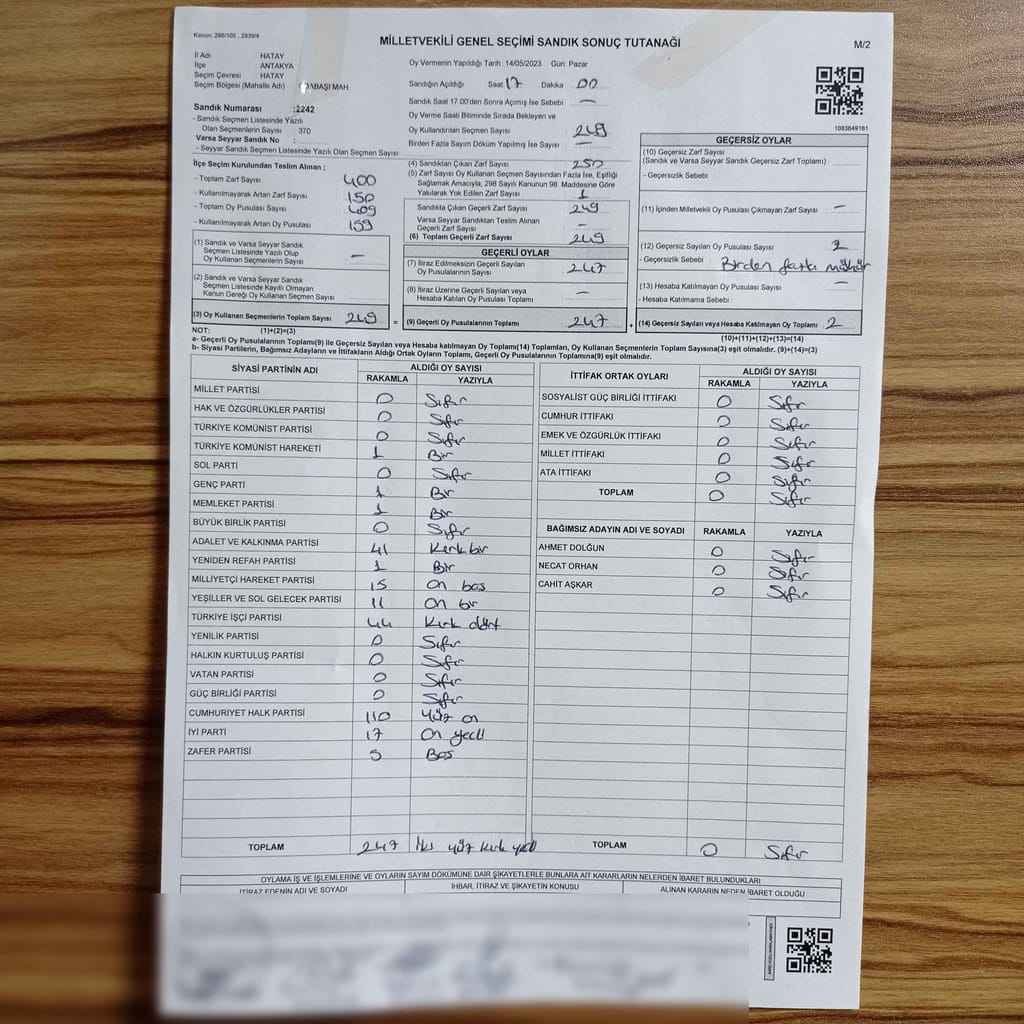 Kanun; 298/105 , 2839/4
MİLLETVEKİLİ GENEL SEÇİMİ SANDIK SONUÇ TUTANAĞI
M/2
İl Adı : HATAY
İlçe : ANTAKYA
Seçim Çevresi : HATAY
Seçim Bölgesi (Mahalle Adı) : ODABAŞI MAH.
Sandık Numarası : 2242
- Sandık Seçmen Listesinde Yazılı
Olan Seçmenlerin Sayısı : 370
Varsa Seyyar Sandık No :
- Seyyar Sandık Seçmen Listesinde Yazılı Olan Seçmen Sayısı
Oy Vermenin Yapıldığı Tarih : 14/05/2023 Gün: Pazar
Sandığın Açıldığı Saat 17 Dakika 00
Sandık Saat 17.00'den Sonra Açımış İse Sebebi —
Oy Verme Saati Bitiminde Sırada Bekleyen ve
Oy Kullandırılan Seçmen Sayısı 249
Birden Fazla Sayım Döküm Yapılmış İse Sayısı —
1083649161
İlçe Seçim Kurulundan Teslim Alınan ;
- Toplam Zarf Sayısı 400
- Kullanılmayarak Artan Zarf Sayısı 150
- Toplam Oy Pusulası Sayısı 409
- Kullanılmayarak Artan Oy Pusulası 159
(4) Sandıktan Çıkan Zarf Sayısı 250
(5) Zarf Sayısı Oy Kullanan Seçmen Sayısından Fazla İse, Eşitliği
Sağlamak Amacıyla, 298 Sayılı Kanunun 98. Maddesine Göre
Yakılarak Yok Edilen Zarf Sayısı 1
Sandıkta Çıkan Geçerli Zarf Sayısı 249
Varsa Seyyar Sandıktan Teslim Alınan
Geçerli Zarf Sayısı —
(6) Toplam Geçerli Zarf Sayısı 249
GEÇERSİZ OYLAR
(10) Geçersiz Zarf Sayısı
(Sandık ve Varsa Seyyar Sandık Geçersiz Zarf Toplamı) :
- Geçersizlik Sebebi :
(11) İçinden Milletvekili Oy Pusulası Çıkmayan Zarf Sayısı —
(12) Geçersiz Sayılan Oy Pusulası Sayısı 2
- Geçersizlik Sebebi : Birden fazla mühür
(13) Hesaba Katılmayan Oy Pusulası Sayısı —
- Hesaba Katılmama Sebebi
(14) Geçersiz Sayılan veya Hesaba Katılmayan Oy Toplamı 2
(10)+(11)+(12)+(13)=(14)
(1) Sandık ve Varsa Seyyar Sandık
Seçmen Listesinde Yazılı Olup
Oy Kullanan Seçmenlerin Sayısı —
(2) Sandık ve Varsa Seyyar Sandık
Seçmen Listesinde Kayıtlı Olmayan
Kanun Gereği Oy Kullanan Seçmen Sayısı
(3) Oy Kullanan Seçmenlerin Toplam Sayısı 249 =
GEÇERLİ OYLAR
(7) İtiraz Edilmeksizin Geçerli Sayılan
Oy Pusulalarının Sayısı 247
(8) İtiraz Üzerine Geçerli Sayılan veya
Hesaba Katılan Oy Pusulası Toplamı —
(9) Geçerli Oy Pusulalarının Toplamı 247 +
NOT: (1)+(2)=(3)
a- Geçerli Oy Pusulalarının Toplamı(9) ile Geçersiz Sayılan veya Hesaba katılmayan Oy Pusulası Toplamı(14) Toplamları, Oy Kullanan Seçmenlerin Toplam Sayısına(3) eşit olmalıdır. (9)+(14)=(3)
b- Siyasi Partilerin, Bağımsız Adayların ve İttifakların Aldığı Ortak Oyların Toplamı, Geçerli Oy Pusulalarının Toplamına(9) eşit olmalıdır.
SİYASİ PARTİNİN ADI ALDIĞI OY SAYISI
RAKAMLA YAZIYLA
MİLLET PARTİSİ 0 Sıfır
HAK VE ÖZGÜRLÜKLER PARTİSİ 0 Sıfır
TÜRKİYE KOMÜNİST PARTİSİ 0 Sıfır
TÜRKİYE KOMÜNİST HAREKETİ 1 Bir
SOL PARTİ 0 Sıfır
GENÇ PARTİ 1 Bir
MEMLEKET PARTİSİ 1 Bir
BÜYÜK BİRLİK PARTİSİ 0 Sıfır
ADALET VE KALKINMA PARTİSİ 41 Kırk bir
YENİDEN REFAH PARTİSİ 1 Bir
MİLLİYETÇİ HAREKET PARTİSİ 15 On beş
YEŞİLLER VE SOL GELECEK PARTİSİ 11 On bir
TÜRKİYE İŞÇİ PARTİSİ 44 Kırk dört
YENİLİK PARTİSİ 0 Sıfır
HALKIN KURTULUŞ PARTİSİ 0 Sıfır
VATAN PARTİSİ 0 Sıfır
GÜÇ BİRLİĞİ PARTİSİ 0 Sıfır
CUMHURİYET HALK PARTİSİ 110 Yüz on
İYİ PARTİ 17 On yedi
ZAFER PARTİSİ 5 Beş
TOPLAM 247 İki yüz kırk yedi
İTTİFAK ORTAK OYLARI ALDIĞI OY SAYISI
RAKAMLA YAZIYLA
SOSYALİST GÜÇ BİRLİĞİ İTTİFAKI 0 Sıfır
CUMHUR İTTİFAKI 0 Sıfır
EMEK VE ÖZGÜRLÜK İTTİFAKI 0 Sıfır
MİLLET İTTİFAKI 0 Sıfır
ATA İTTİFAKI 0 Sıfır
TOPLAM 0 Sıfır
BAĞIMSIZ ADAYIN ADI VE SOYADI RAKAMLA YAZIYLA
AHMET DOLĞUN 0 Sıfır
NECAT ORHAN 0 Sıfır
CAHİT AŞKAR 0 Sıfır
TOPLAM 0 Sıfır
OYLAMA İŞ VE İŞLEMLERİNE VE OYLARIN SAYIM DÖKÜMÜNE DAİR ŞİKAYETLERLE BUNLARA AİT KARARLARIN NELERDEN İBARET BULUNDUKLARI
İTİRAZ EDENİN ADI VE SOYADI İHBAR, İTİRAZ VE ŞİKAYETİN KONUSU ALINAN KARARIN NEDEN İBARET OLDUĞU